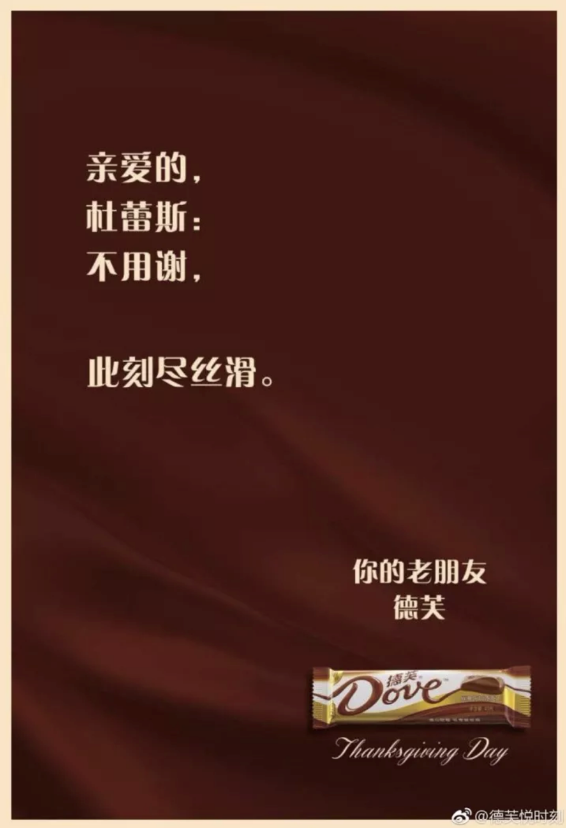 亲爱的，
杜蕾斯：
不用谢，
此刻尽丝滑。
你的老朋友
德芙
德芙
Dove
Thanksgiving Day
@德芙悦时刻